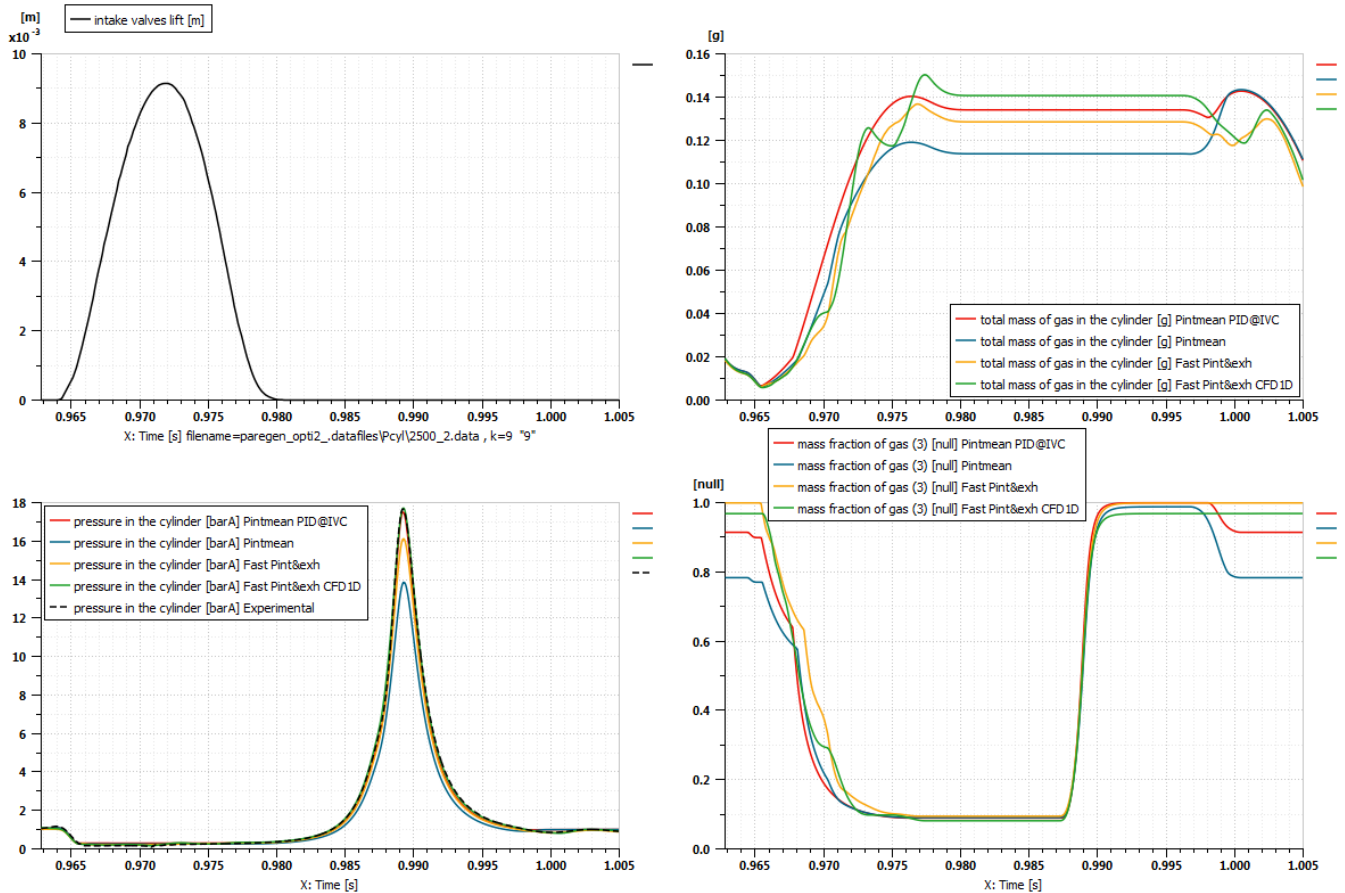 [m]
x10⁻³
intake valves lift [m]
10
8
6
4
2
0
0.965 0.970 0.975 0.980 0.985 0.990 0.995 1.000 1.005
X: Time [s] filename=paregen_opti2_.datafiles\Pcyl\2500_2.data , k=9 "9"
[g]
0.16
0.14
0.12
0.10
0.08
0.06
0.04
0.02
0.00
total mass of gas in the cylinder [g] Pintmean PID@IVC
total mass of gas in the cylinder [g] Pintmean
total mass of gas in the cylinder [g] Fast Pint&exh
total mass of gas in the cylinder [g] Fast Pint&exh CFD1D
0.965 0.970 0.975 0.980 0.985 0.990 0.995 1.000 1.005
X: Time [s]
18
16
14
12
10
8
6
4
2
0
pressure in the cylinder [barA] Pintmean PID@IVC
pressure in the cylinder [barA] Pintmean
pressure in the cylinder [barA] Fast Pint&exh
pressure in the cylinder [barA] Fast Pint&exh CFD1D
pressure in the cylinder [barA] Experimental
0.965 0.970 0.975 0.980 0.985 0.990 0.995 1.000 1.005
X: Time [s]
mass fraction of gas (3) [null] Pintmean PID@IVC
mass fraction of gas (3) [null] Pintmean
mass fraction of gas (3) [null] Fast Pint&exh
mass fraction of gas (3) [null] Fast Pint&exh CFD1D
[null]
1.0
0.8
0.6
0.4
0.2
0.0
0.965 0.970 0.975 0.980 0.985 0.990 0.995 1.000 1.005
X: Time [s]